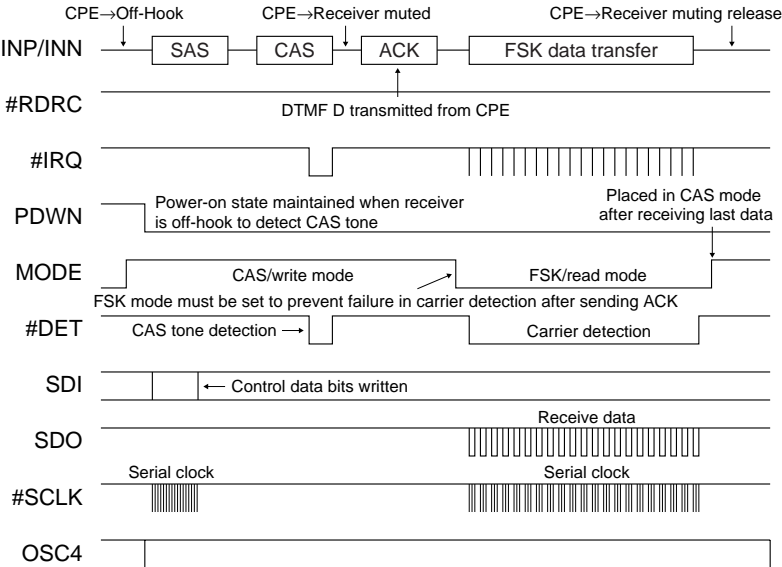 CPE→Off-Hook
CPE→Receiver muted
CPE→Receiver muting release
INP/INN
SAS
CAS
ACK
FSK data transfer
#RDRC
DTMF D transmitted from CPE
#IRQ
PDWN
Power-on state maintained when receiver
is off-hook to detect CAS tone
Placed in CAS mode
after receiving last data
MODE
CAS/write mode
FSK/read mode
FSK mode must be set to prevent failure in carrier detection after sending ACK
#DET
CAS tone detection→
Carrier detection
SDI
← Control data bits written
SDO
Receive data
#SCLK
Serial clock
Serial clock
OSC4